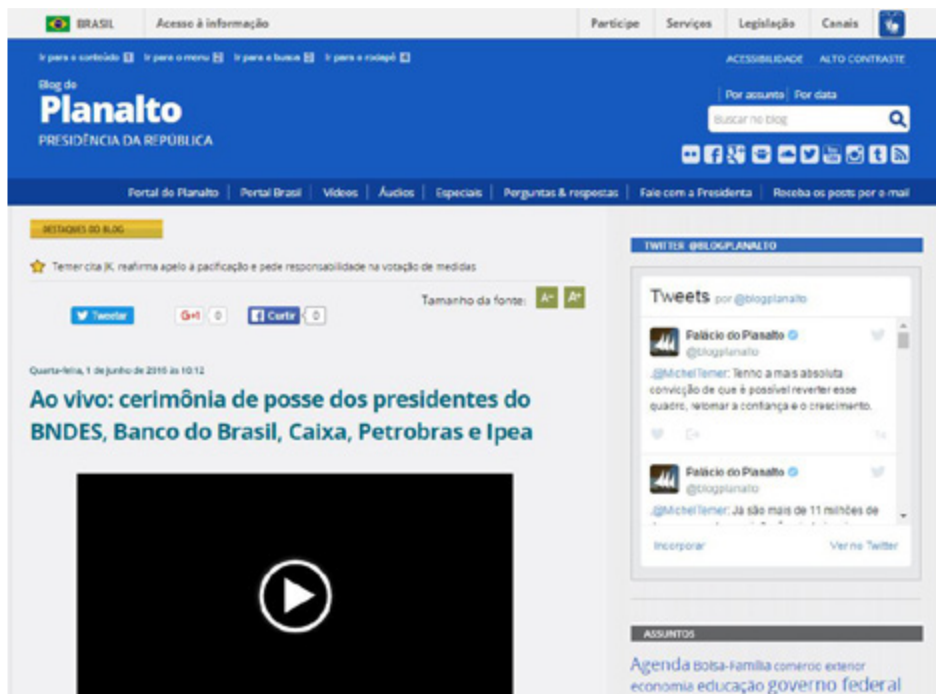 BRASIL Acesso à informação Participe Serviços Legislação Canais
Ir para o conteúdo 1 Ir para o menu 2 Ir para a busca 3 Ir para o rodapé 4 ACESSIBILIDADE ALTO CONTRASTE
Blog do
Planalto
PRESIDÊNCIA DA REPÚBLICA
Por assunto Por data
Buscar no blog
Portal do Planalto Portal Brasil Vídeos Áudios Especiais Perguntas & respostas Fale com a Presidenta Receba os posts por e-mail
DESTAQUES DO BLOG
Temer cita JK, reafirma apelo a pacificação e pede responsabilidade na votação de medidas
Tamanho da fonte: A- A+
Tweetar G+1 0 Curtir 0
Quarta-feira, 1 de junho de 2016 às 10:12
Ao vivo: cerimônia de posse dos presidentes do
BNDES, Banco do Brasil, Caixa, Petrobras e Ipea
TWITTER @BLOGPLANALTO
Tweets por @blogplanalto
Palácio do Planalto
@blogplanalto
.@MichelTemer: Tenho a mais absoluta
convicção de que é possível reverter esse
quadro, retomar a confiança e o crescimento.
Palácio do Planalto
@blogplanalto
.@MichelTemer: Já são mais de 11 milhões de
Incorporar Ver no Twitter
ASSUNTOS
Agenda Bolsa-Família comércio exterior
economia educação governo federal